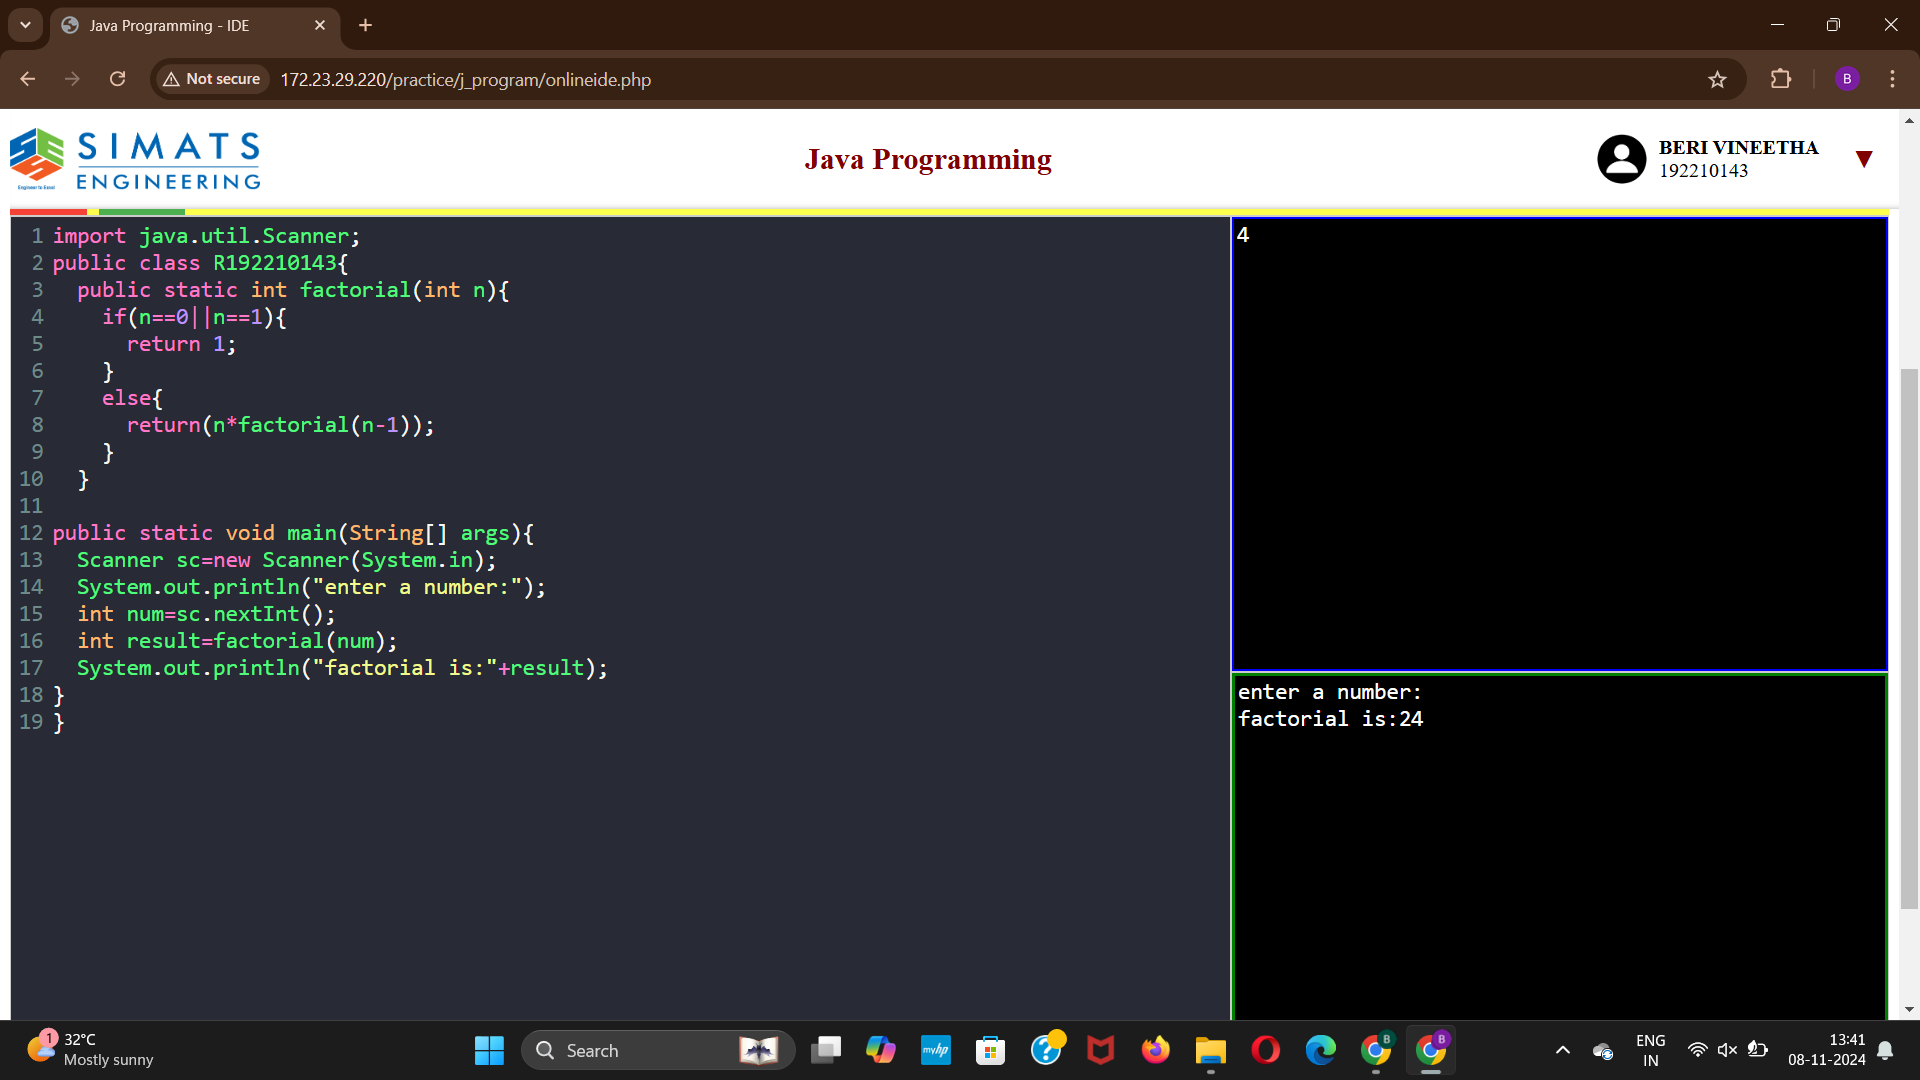 Java Programming - IDE
Not secure
172.23.29.220/practice/j_program/onlineide.php
B
SIMATS
ENGINEERING
Engineer to Excel
Java Programming
BERI VINEETHA
192210143
1 import java.util.Scanner;
2 public class R192210143{
3   public static int factorial(int n){
4     if(n==0||n==1){
5       return 1;
6     }
7     else{
8       return(n*factorial(n-1));
9     }
10   }
11
12 public static void main(String[] args){
13   Scanner sc=new Scanner(System.in);
14   System.out.println("enter a number:");
15   int num=sc.nextInt();
16   int result=factorial(num);
17   System.out.println("factorial is:"+result);
18 }
19 }
4
enter a number:
factorial is:24
1
32°C
Mostly sunny
Search
myhp
B
B
ENG
IN
13:41
08-11-2024